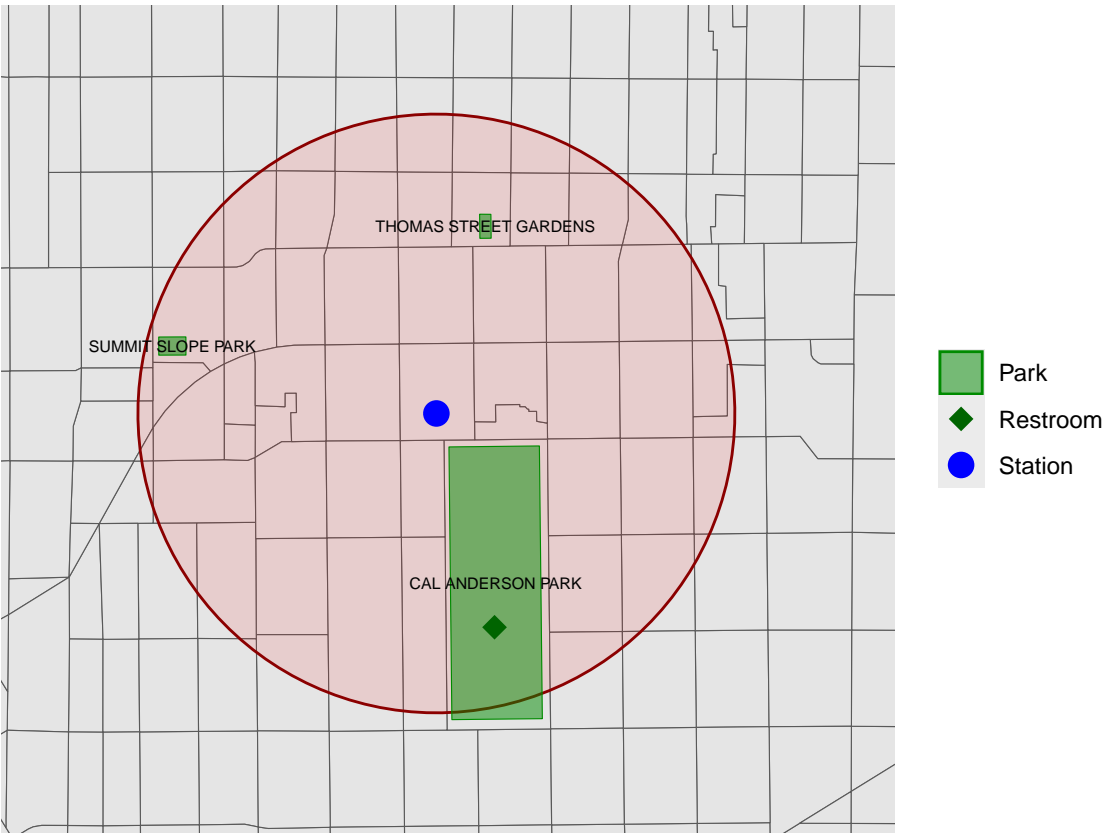 THOMAS STREET GARDENS
SUMMIT SLOPE PARK
CAL ANDERSON PARK
Park
Restroom
Station